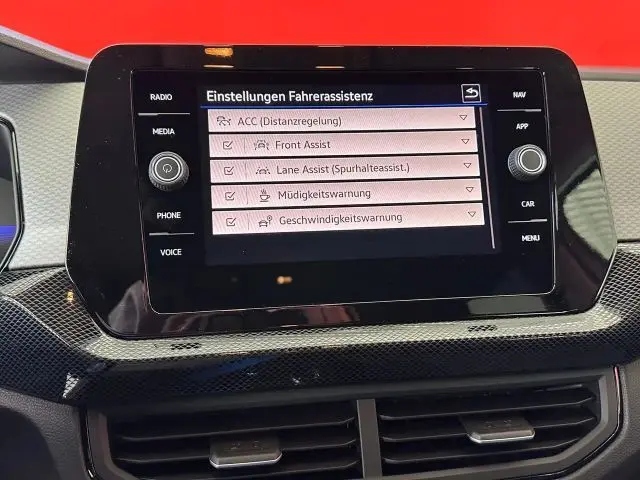 RADIO
MEDIA
PHONE
VOICE
Einstellungen Fahrerassistenz
ACC (Distanzregelung)
Front Assist
Lane Assist (Spurhalteassist.)
Müdigkeitswarnung
Geschwindigkeitswarnung
NAV
APP
CAR
MENU